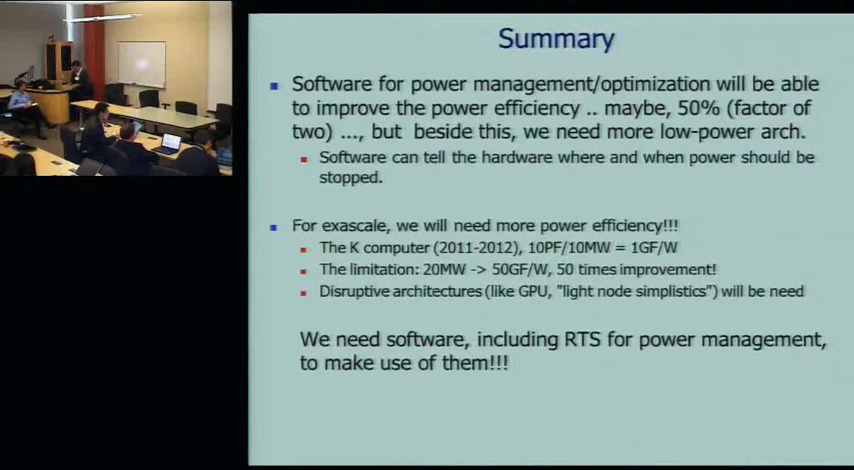 Summary
Software for power management/optimization will be able
to improve the power efficiency .. maybe, 50% (factor of
two) ..., but beside this, we need more low-power arch.
Software can tell the hardware where and when power should be
stopped.
For exascale, we will need more power efficiency!!!
The K computer (2011-2012), 10PF/10MW = 1GF/W
The limitation: 20MW -> 50GF/W, 50 times improvement!
Disruptive architectures (like GPU, "light node simplistics") will be need
We need software, including RTS for power management,
to make use of them!!!